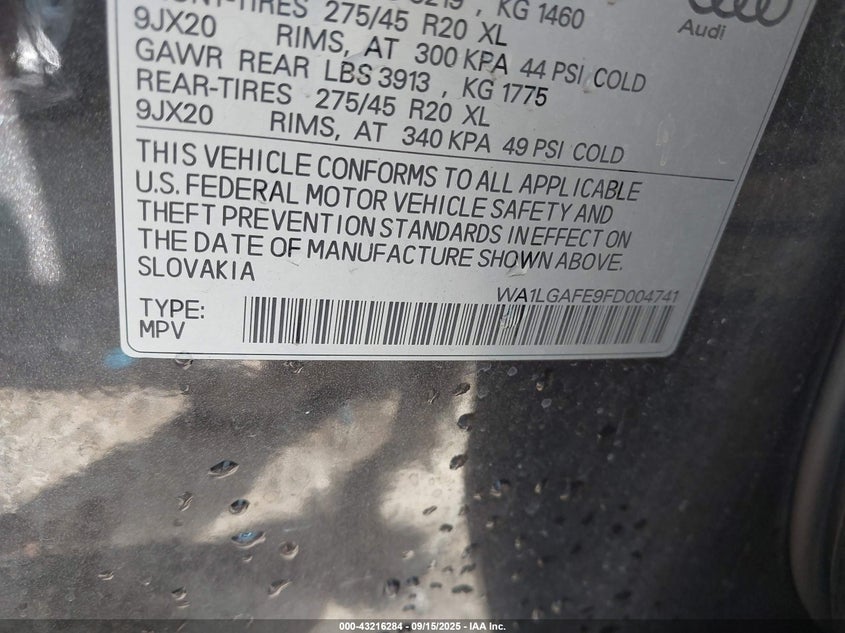 275/45 R20 XL , KG 1460
9JX20 RIMS, AT 300 KPA 44 PSI COLD
GAWR REAR LBS 3913 , KG 1775
REAR-TIRES 275/45 R20 XL
9JX20 RIMS, AT 340 KPA 49 PSI COLD
THIS VEHICLE CONFORMS TO ALL APPLICABLE
U.S. FEDERAL MOTOR VEHICLE SAFETY AND
THEFT PREVENTION STANDARDS IN EFFECT ON
THE DATE OF MANUFACTURE SHOWN ABOVE.
SLOVAKIA
TYPE:
MPV
WA1LGAFE9FD004741
Audi
000-43216284 - 09/15/2025 - IAA Inc.